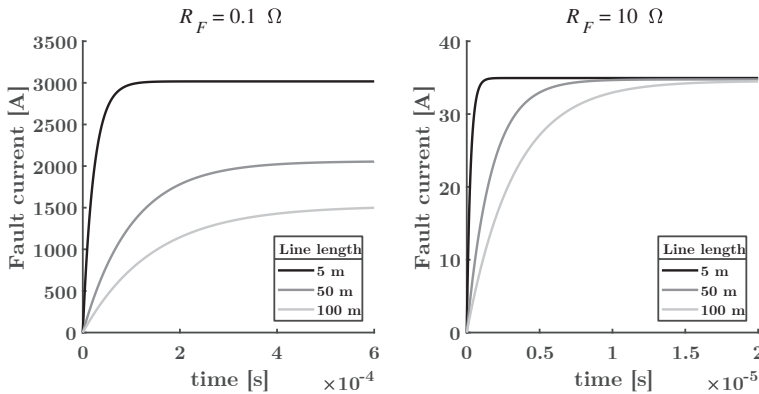 R_F = 0.1 Ω
Fault current [A]
3500
3000
2500
2000
1500
1000
500
0
0
2
4
6
time [s]
×10⁻⁴
Line length
5 m
50 m
100 m
R_F = 10 Ω
Fault current [A]
40
30
20
10
0
0
0.5
1
1.5
2
time [s]
×10⁻⁵
Line length
5 m
50 m
100 m